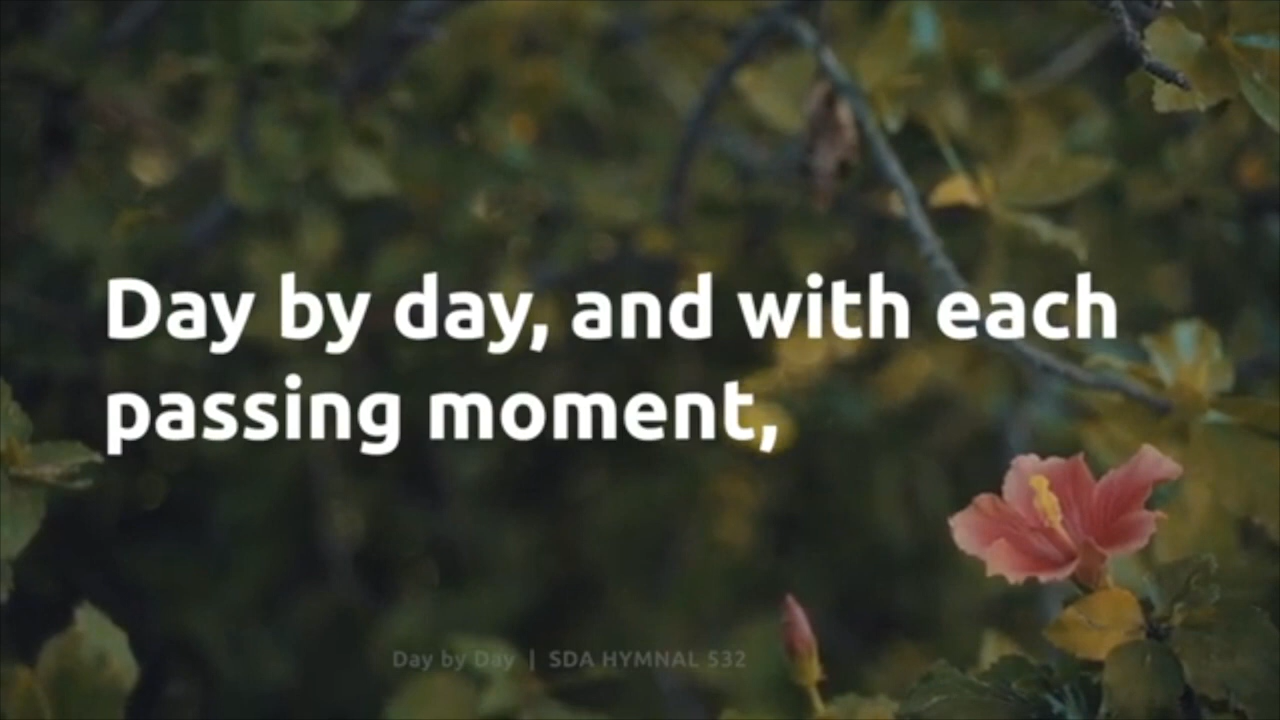 Day by day, and with each
passing moment,
Day by Day | SDA HYMNAL 532